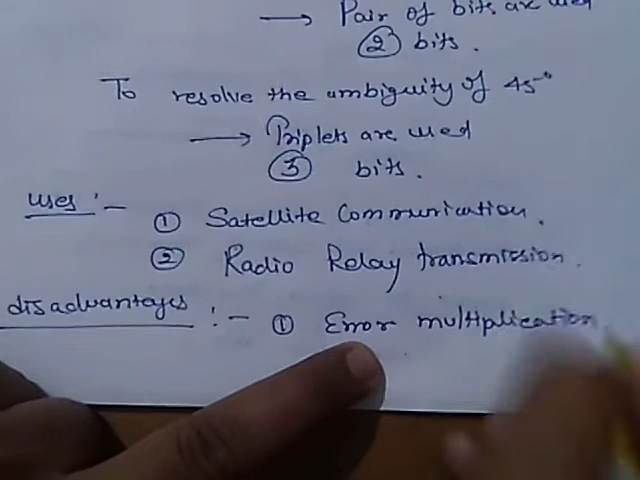 → Pair of bits are used
② bits.
To resolve the ambiguity of 45°
→ Triplets are used
③ bits.
uses :- ① Satellite Communication.
② Radio Relay transmission.
disadvantages :- ① Error multiplication